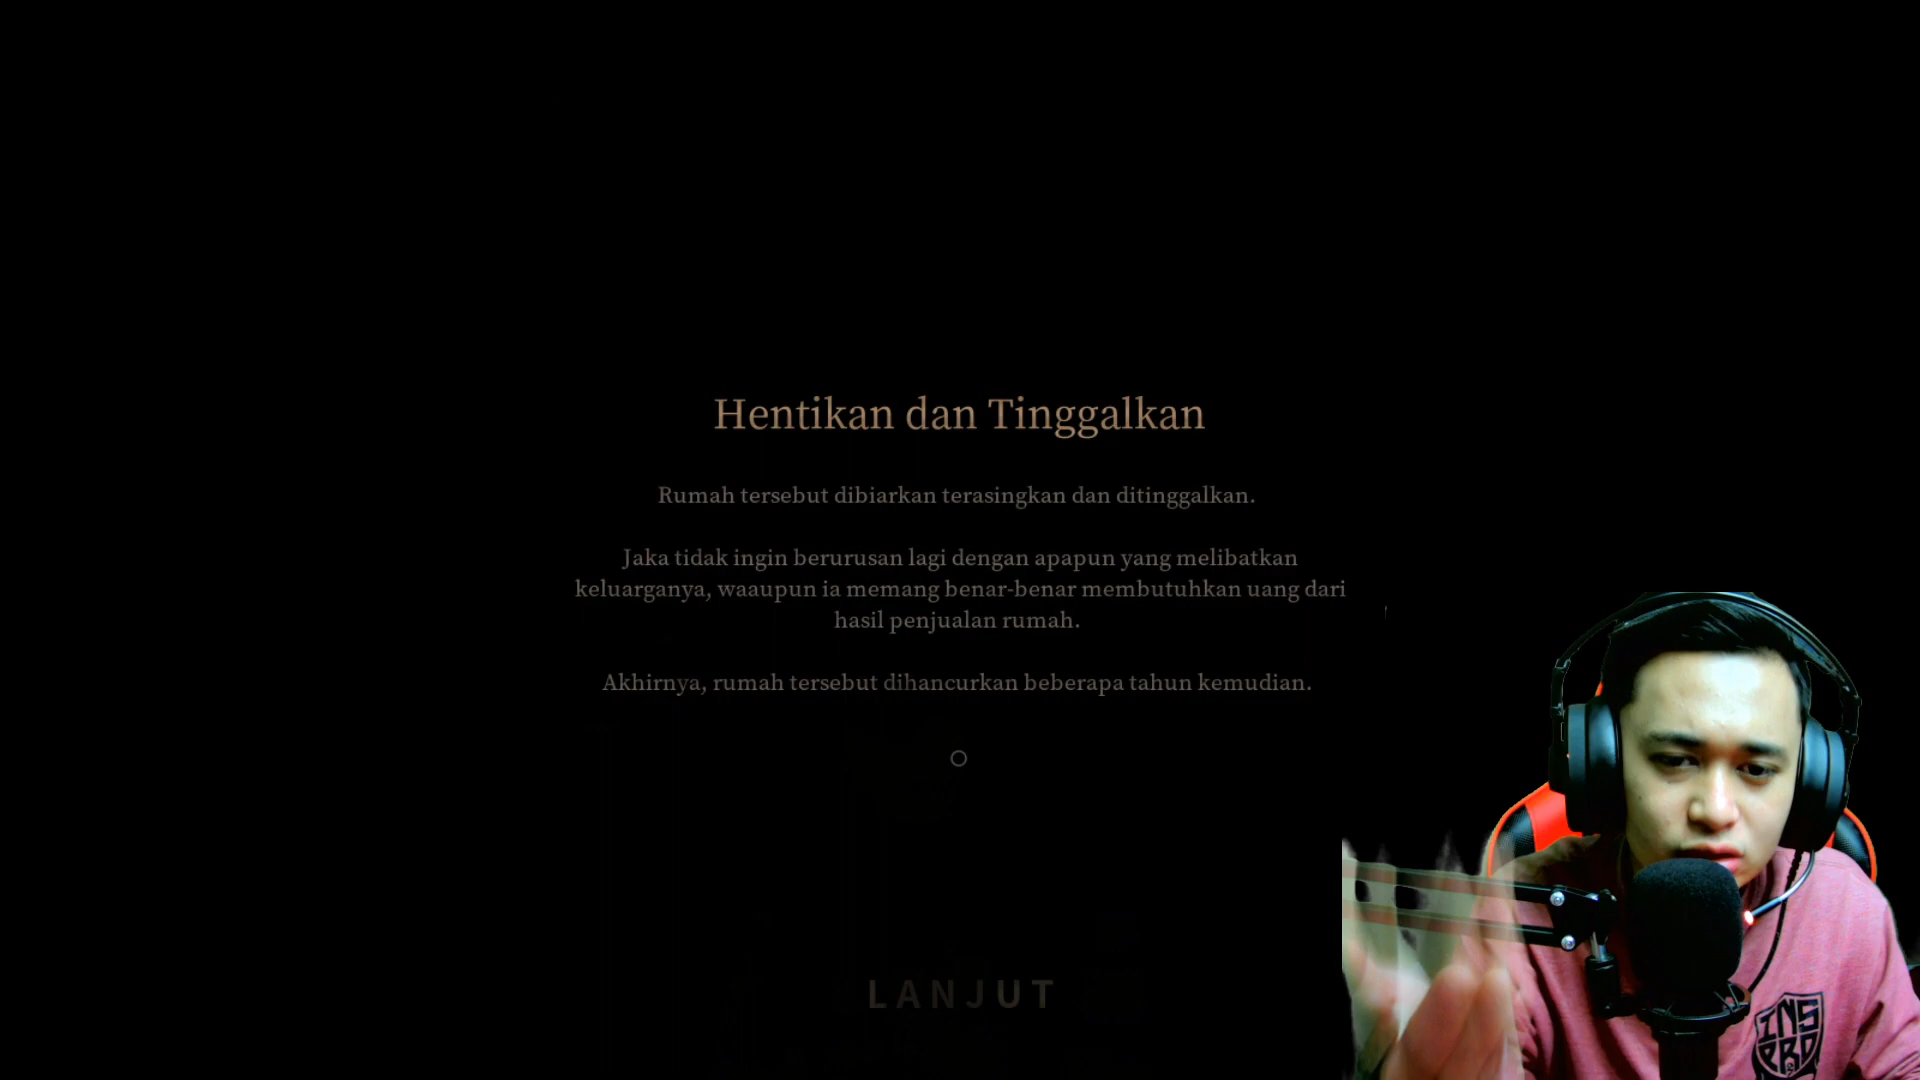 Hentikan dan Tinggalkan
Rumah tersebut dibiarkan terasingkan dan ditinggalkan.
Jaka tidak ingin berurusan lagi dengan apapun yang melibatkan
keluarganya, waaupun ia memang benar-benar membutuhkan uang dari
hasil penjualan rumah.
Akhirnya, rumah tersebut dihancurkan beberapa tahun kemudian.
LANJUT
INS
PRD